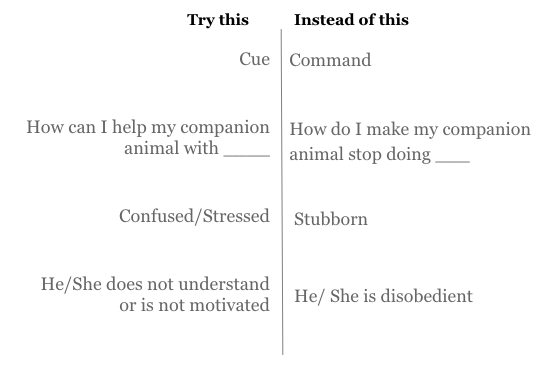 Try this
Instead of this
Cue
Command
How can I help my companion
animal with _____
How do I make my companion
animal stop doing ____
Confused/Stressed
Stubborn
He/She does not understand
or is not motivated
He/ She is disobedient